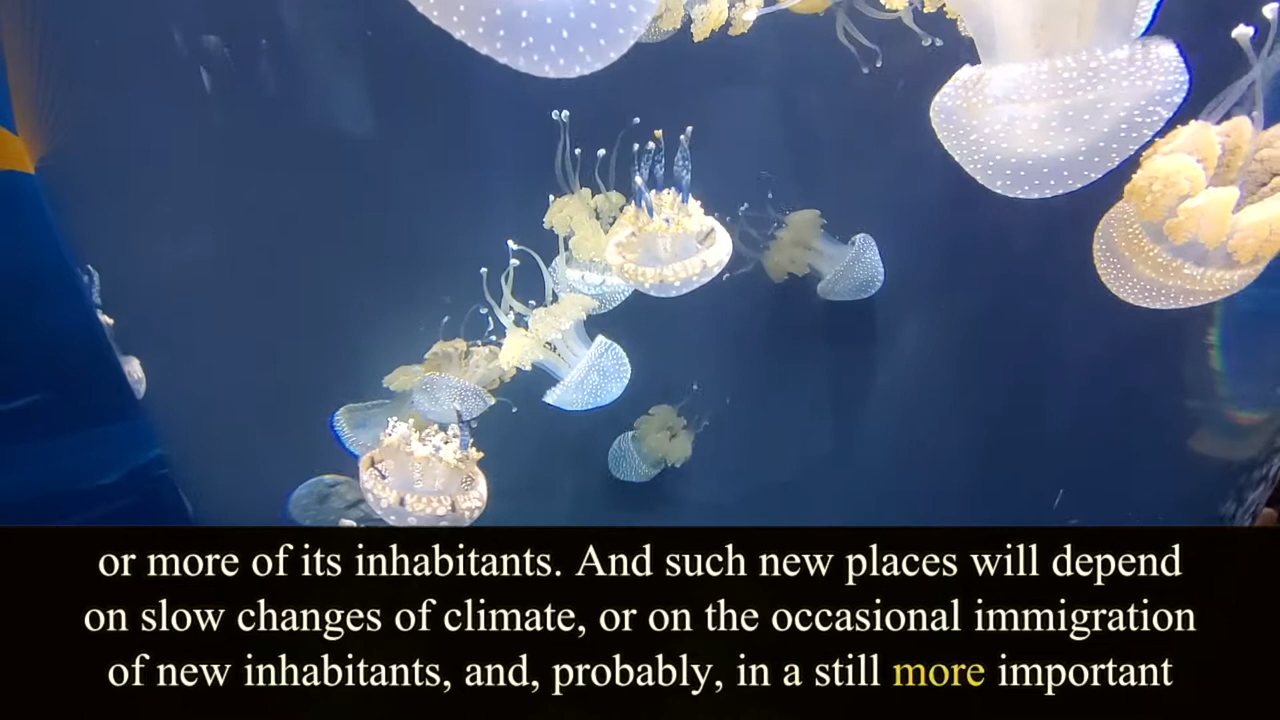 or more of its inhabitants. And such new places will depend
on slow changes of climate, or on the occasional immigration
of new inhabitants, and, probably, in a still more important